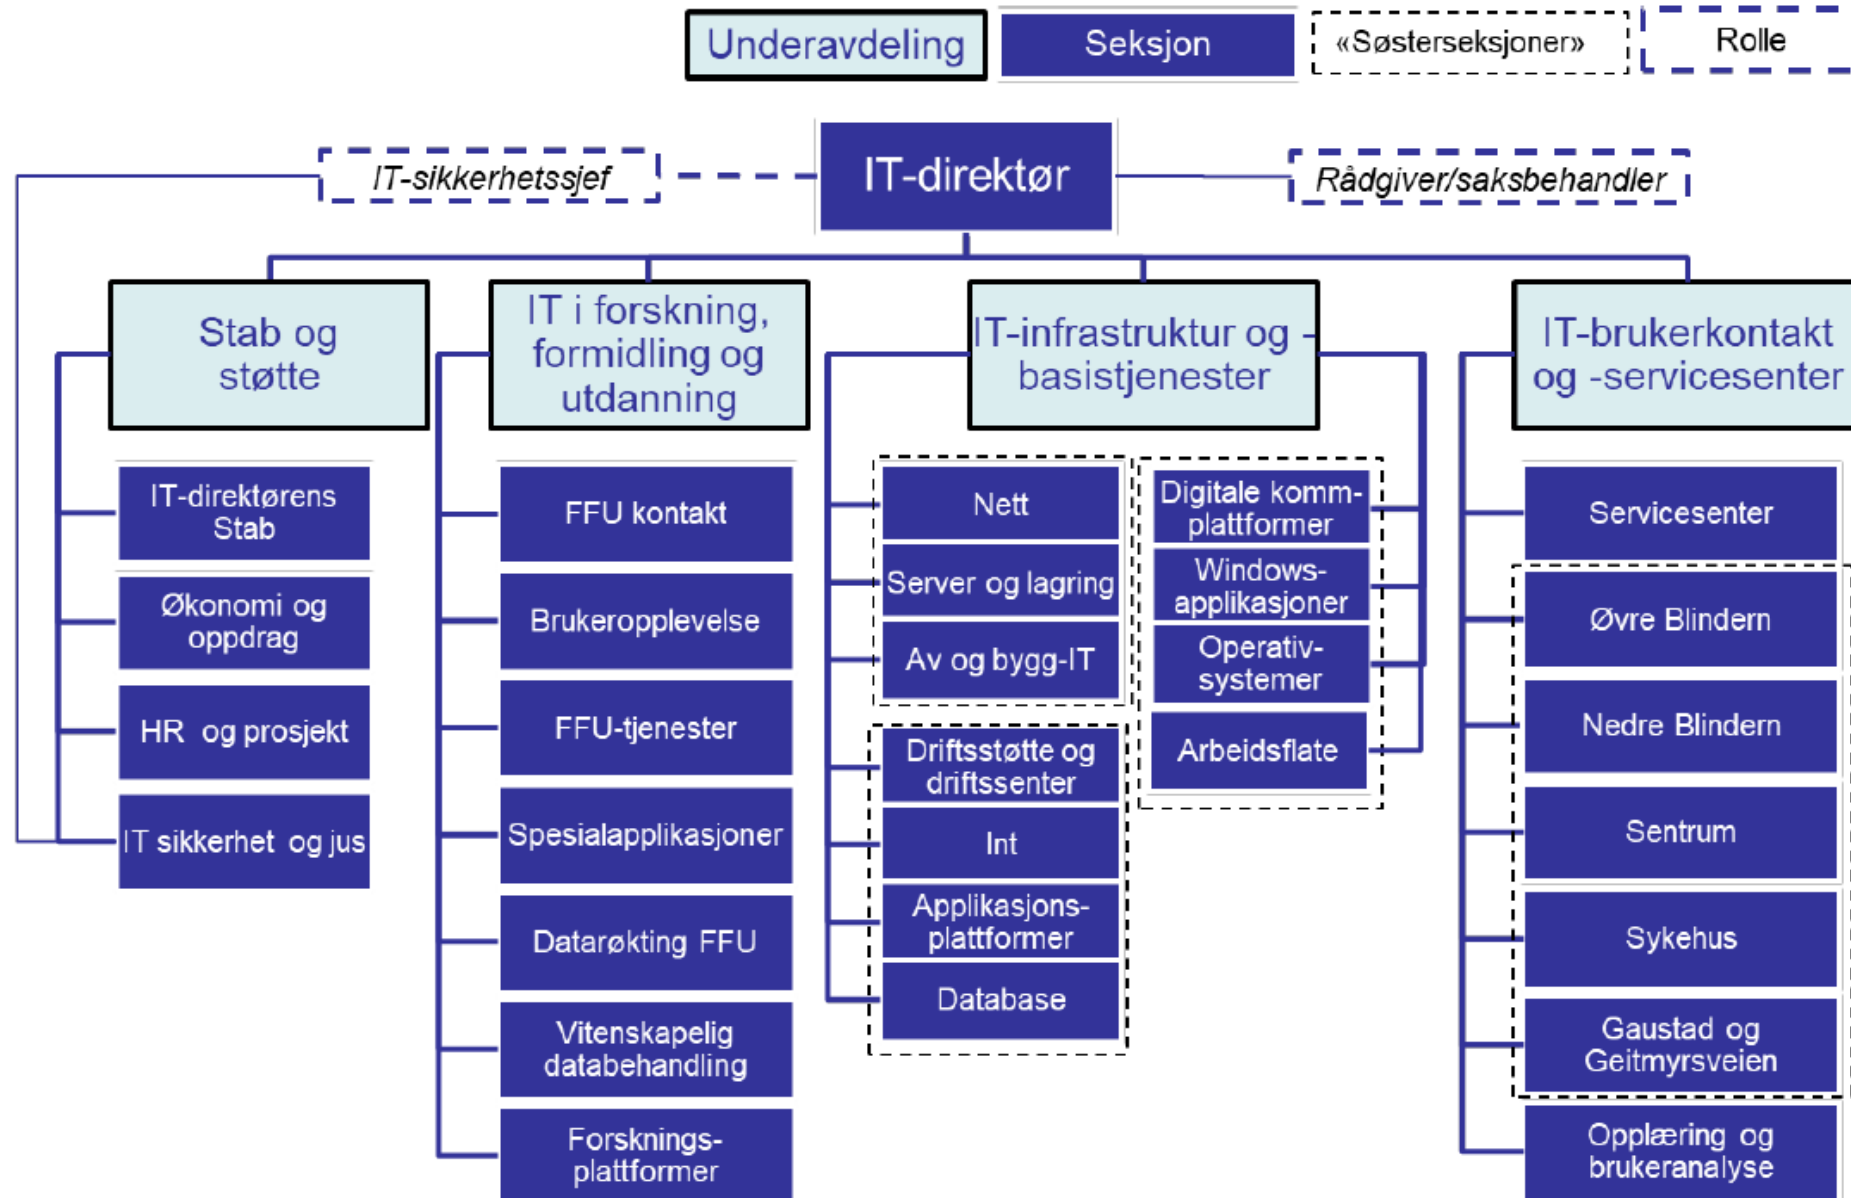 Underavdeling
Seksjon
«Søsterseksjoner»
Rolle
IT-sikkerhetssjef
IT-direktør
Rådgiver/saksbehandler
Stab og
støtte
IT-direktørens
Stab
Økonomi og
oppdrag
HR og prosjekt
IT sikkerhet og jus
IT i forskning,
formidling og
utdanning
FFU kontakt
Brukeropplevelse
FFU-tjenester
Spesialapplikasjoner
Datarøkting FFU
Vitenskapelig
databehandling
Forsknings-
plattformer
IT-infrastruktur og -
basistjenester
Nett
Server og lagring
Av og bygg-IT
Driftsstøtte og
driftssenter
Int
Applikasjons-
plattformer
Database
Digitale komm-
plattformer
Windows-
applikasjoner
Operativ-
systemer
Arbeidsflate
IT-brukerkontakt
og -servicesenter
Servicesenter
Øvre Blindern
Nedre Blindern
Sentrum
Sykehus
Gaustad og
Geitmyrsveien
Opplæring og
brukeranalyse